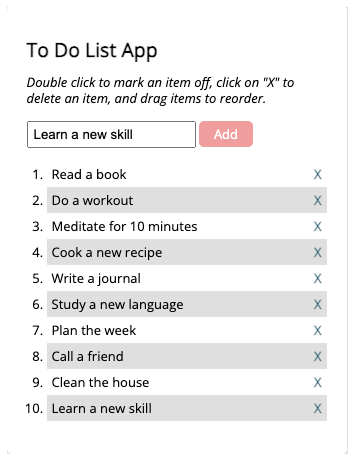 To Do List App
Double click to mark an item off, click on "X" to
delete an item, and drag items to reorder.
Learn a new skill Add
1. Read a book X
2. Do a workout X
3. Meditate for 10 minutes X
4. Cook a new recipe X
5. Write a journal X
6. Study a new language X
7. Plan the week X
8. Call a friend X
9. Clean the house X
10. Learn a new skill X